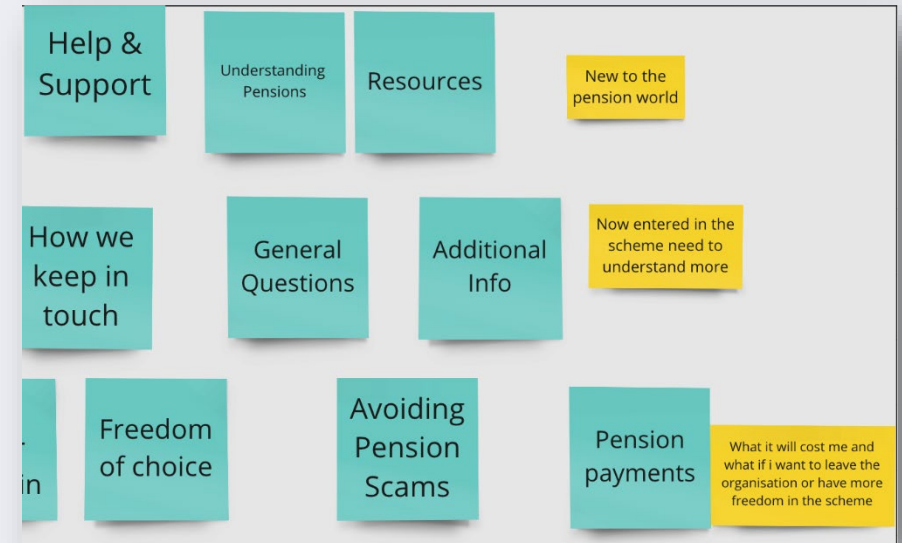 Help &
Support
Understanding
Pensions
Resources
New to the
pension world
How we
keep in
touch
General
Questions
Additional
Info
Now entered in the
scheme need to
understand more
in
Freedom
of choice
Avoiding
Pension
Scams
Pension
payments
What it will cost me and
what if i want to leave the
organisation or have more
freedom in the scheme